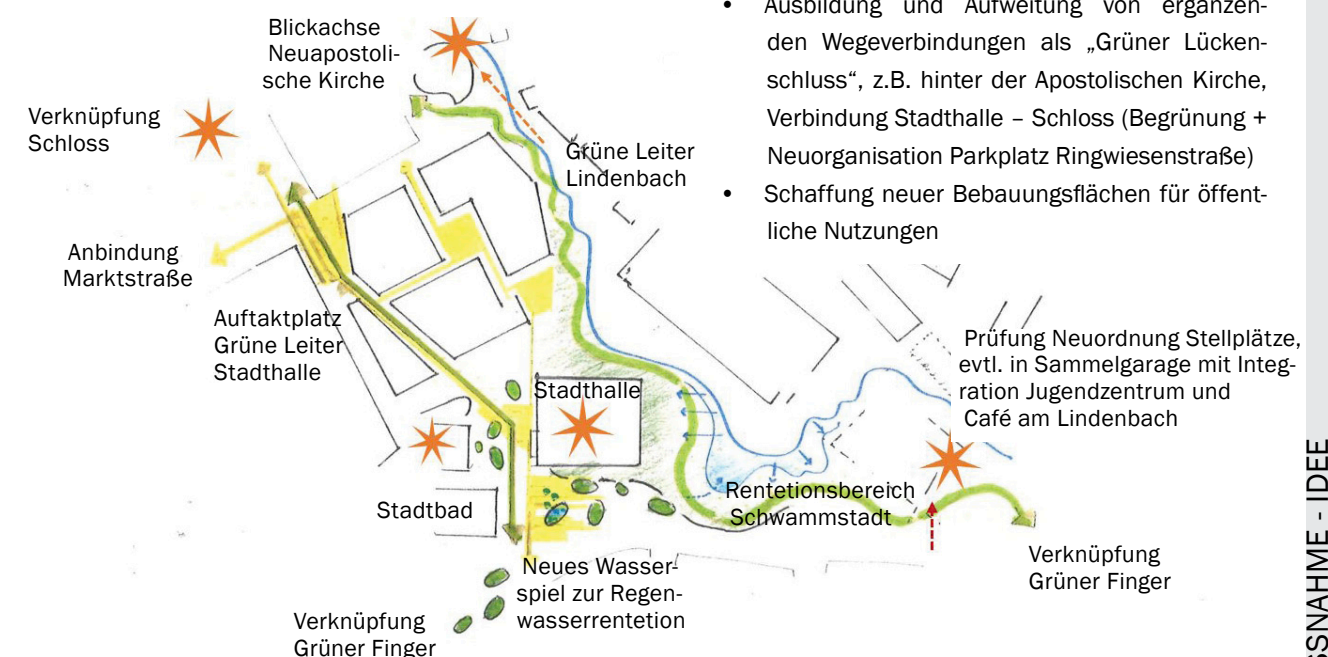 • Ausbildung und Aufweitung von ergänzen-
den Wegeverbindungen als „Grüner Lücken-
schluss“, z.B. hinter der Apostolischen Kirche,
Verbindung Stadthalle – Schloss (Begrünung +
Neuorganisation Parkplatz Ringwiesenstraße)
• Schaffung neuer Bebauungsflächen für öffent-
liche Nutzungen
Blickachse
Neuapostoli-
sche Kirche
Verknüpfung
Schloss
Grüne Leiter
Lindenbach
Anbindung
Marktstraße
Auftaktplatz
Grüne Leiter
Stadthalle
Stadthalle
Prüfung Neuordnung Stellplätze,
evtl. in Sammelgarage mit Integ-
ration Jugendzentrum und
Café am Lindenbach
Stadtbad
Rentetionsbereich
Schwammstadt
Neues Wasser-
spiel zur Regen-
wasserrentetion
Verknüpfung
Grüner Finger
Verknüpfung
Grüner Finger
SSNAHME - IDEE